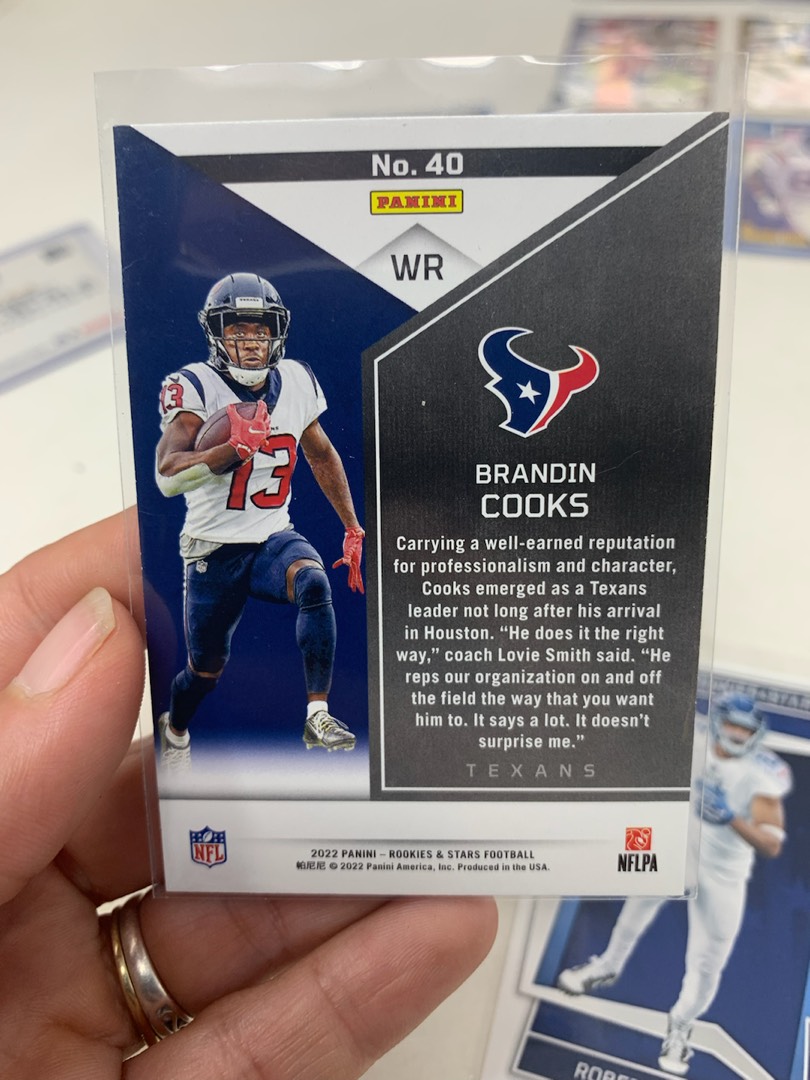 No. 40
PANINI
WR
13
13
BRANDIN
COOKS
Carrying a well-earned reputation
for professionalism and character,
Cooks emerged as a Texans
leader not long after his arrival
in Houston. “He does it the right
way,” coach Lovie Smith said. “He
reps our organization on and off
the field the way that you want
him to. It says a lot. It doesn’t
surprise me.”
TEXANS
NFL
2022 PANINI – ROOKIES & STARS FOOTBALL
帕尼尼 © 2022 Panini America, Inc. Produced in the USA.
NFLPA